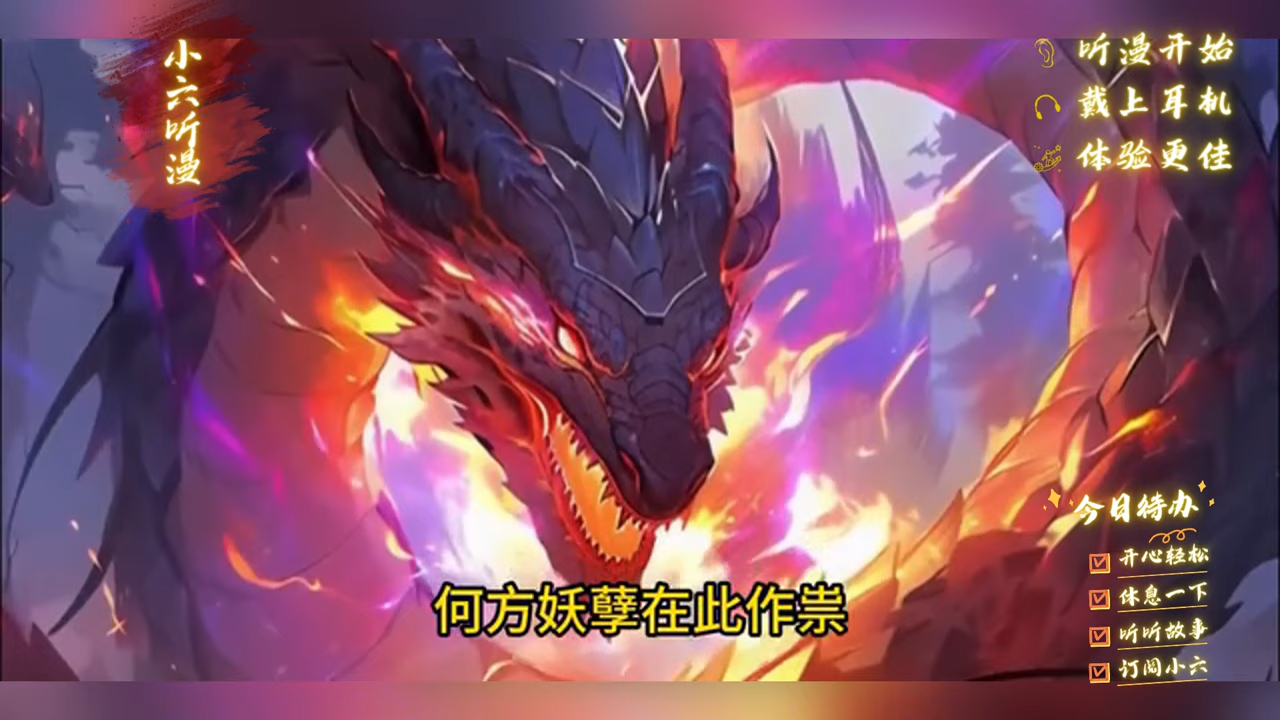 小六听漫
听漫开始
戴上耳机
体验更佳
今日待办
开心轻松
休息一下
听听故事
订阅小六
何方妖孽在此作祟